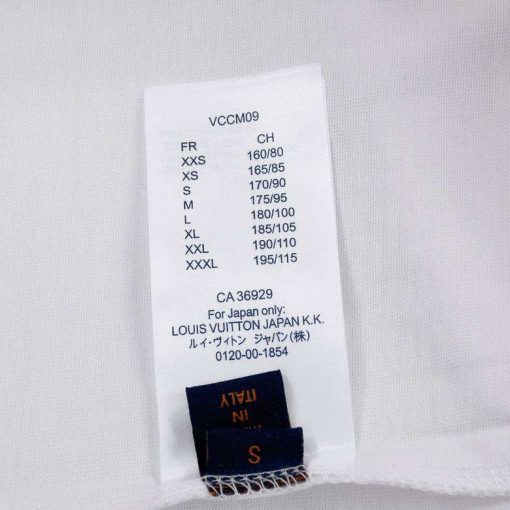 VCCM09
FR CH
XXS 160/80
XS 165/85
S 170/90
M 175/95
L 180/100
XL 185/105
XXL 190/110
XXXL 195/115
CA 36929
For Japan only:
LOUIS VUITTON JAPAN K.K.
ルイ・ヴィトン ジャパン(株)
0120-00-1854
IN
ITALY
S